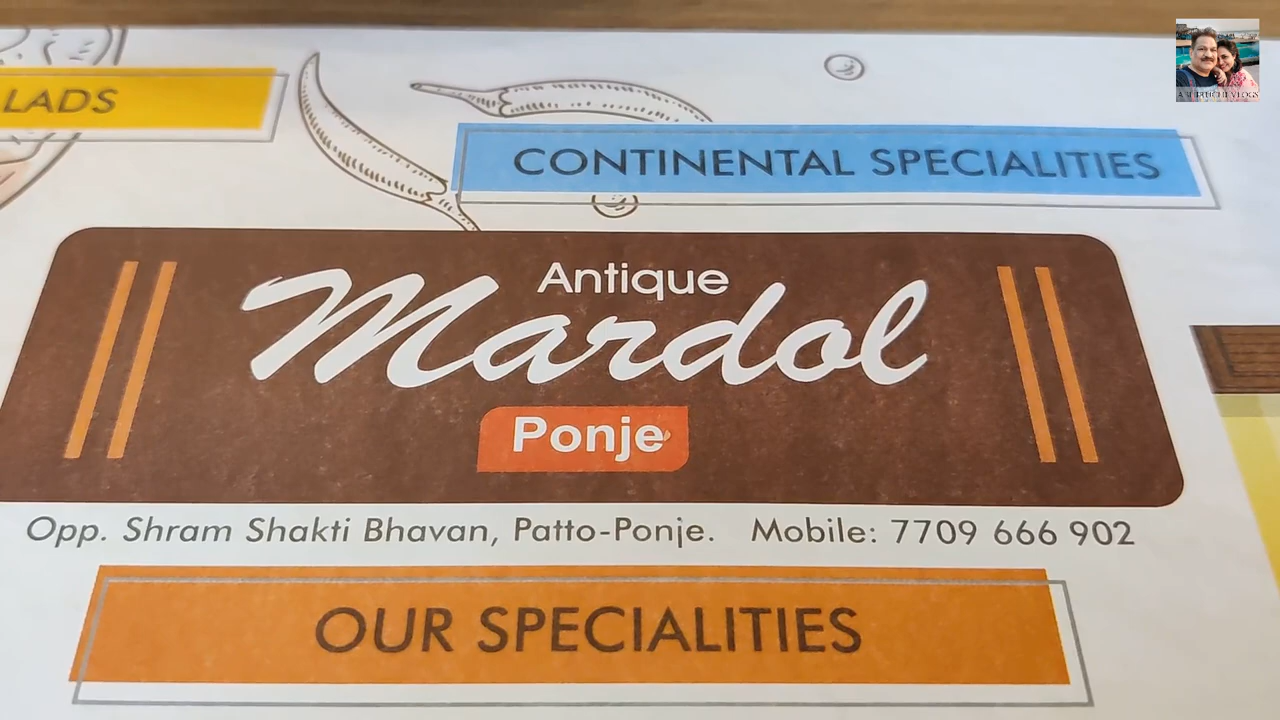 LADS
CONTINENTAL SPECIALITIES
Antique
Mardol
Ponje
Opp. Shram Shakti Bhavan, Patto-Ponje. Mobile: 7709 666 902
OUR SPECIALITIES